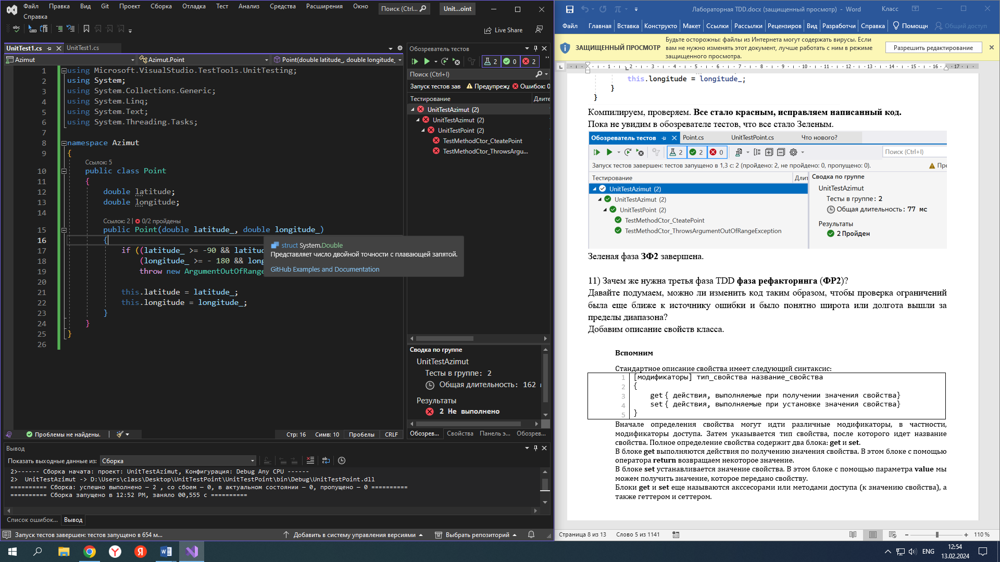 Файл Правка Вид Git Проект Сборка Отладка Тест Анализ Средства Расширения Окно
Справка
Поиск (Ctrl...
Unit...oint
Live Share
UnitTest1.cs
UnitTest1.cs
Azimut
Azimut.Point
Point(double latitude_, double longitude_
1 using Microsoft.VisualStudio.TestTools.UnitTesting;
2 using System;
3 using System.Collections.Generic;
4 using System.Linq;
5 using System.Text;
6 using System.Threading.Tasks;
7
8 namespace Azimut
9 {
Ссылок: 5
10 public class Point
11 {
12 double latitude;
13 double longitude;
14
Ссылок: 2 | 0/2 пройдены
15 public Point(double latitude_, double longitude_)
16 {
17 if ((latitude_ >= -90 && latitu
18 (longitude_ >= - 180 && lon
19 throw new ArgumentOutOfRange
20
21 this.latitude = latitude_;
22 this.longitude = longitude_;
23 }
24 }
25 }
26
struct System.Double
Представляет число двойной точности с плавающей запятой.
GitHub Examples and Documentation
Проблемы не найдены.
Стр: 16 Симв: 10 Пробелы CRLF
Обозреватель тестов
2 0 2
Поиск (Ctrl+I)
Запуск тестов зав Предупреж Ошибок: 0
Тестирование Длите
UnitTestAzimut (2)
UnitTestAzimut (2)
UnitTestPoint (2)
TestMethodCtor_CteatePoint
TestMethodCtor_ThrowsArgu...
Сводка по группе
UnitTestAzimut
Тесты в группе: 2
Общая длительность: 162
Результаты
2 Не выполнено
Обозрев... Свойства Панель э... Обозрев...
Вывод
Показать выходные данные из: Сборка
2>------ Сборка начата: проект: UnitTestAzimut, Конфигурация: Debug Any CPU ------
2> UnitTestAzimut -> D:\Users\class\Desktop\UnitTestPoint\UnitTestPoint\bin\Debug\UnitTestPoint.dll
========== Сборка: успешно выполнено — 2 , со сбоем — 0, в актуальном состоянии — 0, пропущено — 0 ==========
========== Сборка запущено в 12:52 PM, заняло 00,555 с ==========
Список ошибок... Вывод
Запуск тестов завершен: тестов запущено в 654 м...
Добавить в систему управления версиями
Выбрать репозиторий
Лабораторная TDD.docx (защищенный просмотр) - Word
Класс
Файл Главная Вставка Конструкто Макет Ссылки Рассылки Рецензиров Вид Разработчи Справка Помощн Общий доступ
ЗАЩИЩЕННЫЙ ПРОСМОТР
Будьте осторожны: файлы из Интернета могут содержать вирусы. Если
вам не нужно изменять этот документ, лучше работать с ним в режиме
защищенного просмотра.
Разрешить редактирование
1 2 3 4 5 6 7 8 9 10 11 12 13 14 15 16 17
this.longitude = longitude_;
}
}
Компилируем, проверяем. Все стало красным, исправляем написанный код.
Пока не увидим в обозревателе тестов, что все стало Зеленым.
Обозреватель тестов Point.cs UnitTestPoint.cs Что нового?
2 2 0
Поиск (Ctrl+I)
Запуск тестов завершен: тестов запущено в 1,3 с: 2 (пройдено: 2, не пройдено: 0, пропущено: 0).
Пре
Тестирование Длит
UnitTestAzimut (2)
UnitTestAzimut (2)
UnitTestPoint (2)
TestMethodCtor_CteatePoint
TestMethodCtor_ThrowsArgumentOutOfRangeException
Сводка по группе
UnitTestAzimut
Тесты в группе: 2
Общая длительность: 77 мс
Результаты
2 Пройден
Зеленая фаза ЗФ2 завершена.
11) Зачем же нужна третья фаза TDD фаза рефакторинга (ФР2)?
Давайте подумаем, можно ли изменить код таким образом, чтобы проверка ограничений
была еще ближе к источнику ошибки и было понятно широта или долгота вышли за
пределы диапазона?
Добавим описание свойств класса.
Вспомним
Стандартное описание свойства имеет следующий синтаксис:
1 [модификаторы] тип_свойства название_свойства
2 {
3 get{ действия, выполняемые при получении значения свойства}
4 set{ действия, выполняемые при установке значения свойства}
5 }
Вначале определения свойства могут идти различные модификаторы, в частности,
модификаторы доступа. Затем указывается тип свойства, после которого идет название
свойства. Полное определение свойства содержит два блока: get и set.
В блоке get выполняются действия по получению значения свойства. В этом блоке с помощью
оператора return возвращаем некоторое значение.
В блоке set устанавливается значение свойства. В этом блоке с помощью параметра value мы
можем получить значение, которое передано свойству.
Блоки get и set еще называются акссесорами или методами доступа (к значению свойства), а
также геттером и сеттером.
Страница 8 из 13 Слово 5 из 1141
110 %
ENG
12:54
13.02.2024